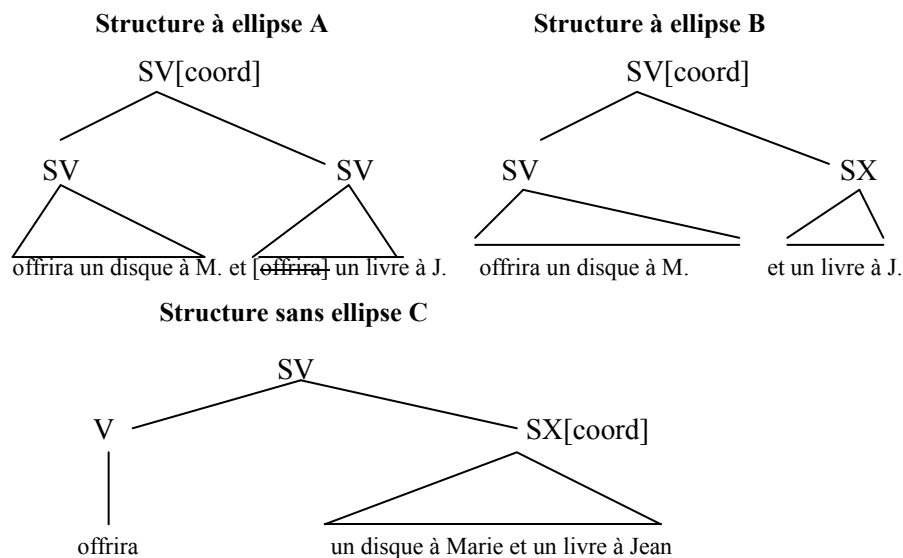 Structure à ellipse A Structure à ellipse B
SV[coord] SV[coord]
SV SV SV SX
offrira un disque à M. et [offrira] un livre à J. offrira un disque à M. et un livre à J.
Structure sans ellipse C
SV
V SX[coord]
offrira un disque à Marie et un livre à Jean